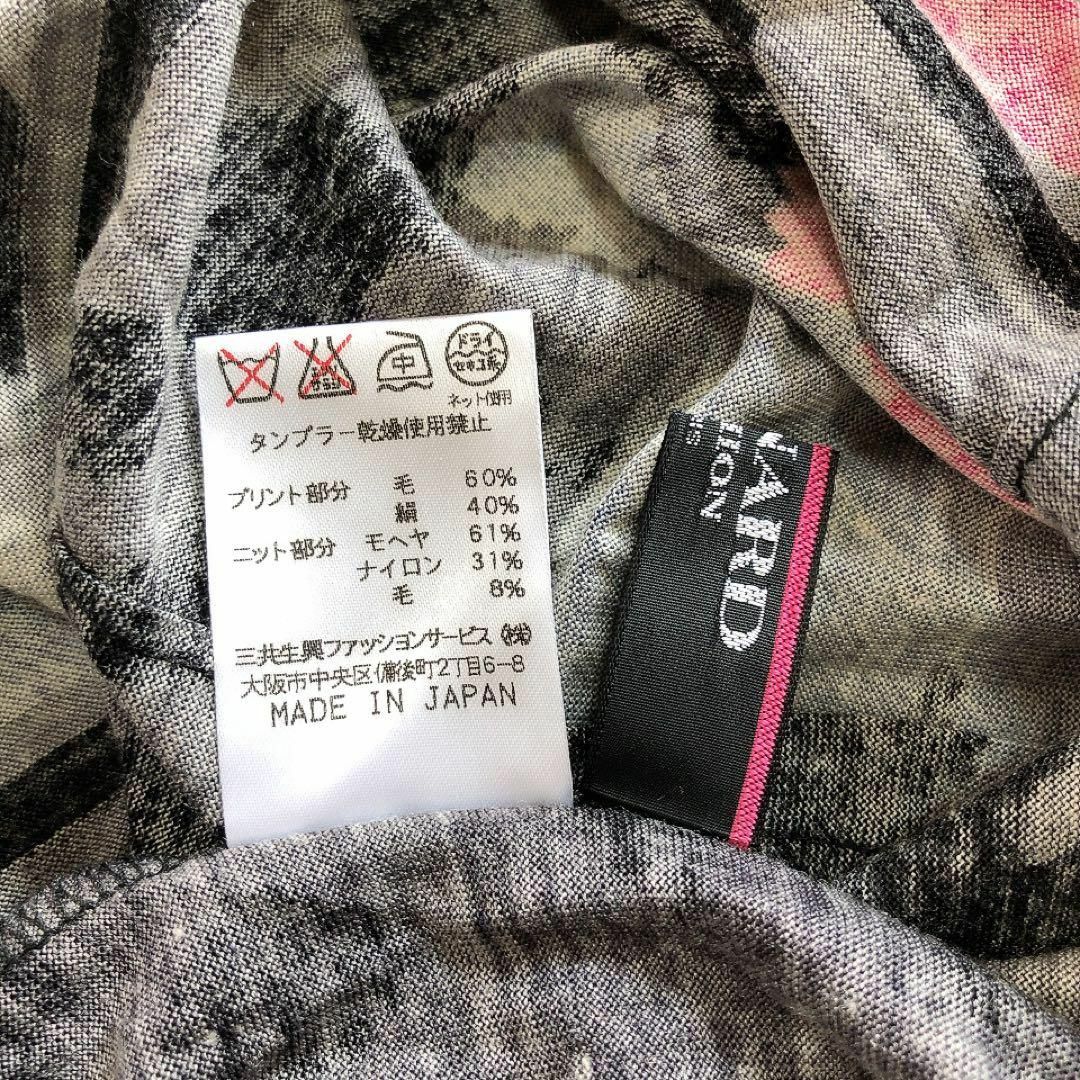 中 ドライ
セキユ系
ネット使用
タンブラー乾燥使用禁止
プリント部分 毛 60%
絹 40%
ニット部分 モヘヤ 61%
ナイロン 31%
毛 8%
三共生興ファッションサービス(株)
大阪市中央区備後町2丁目6-8
MADE IN JAPAN
NARD
ION